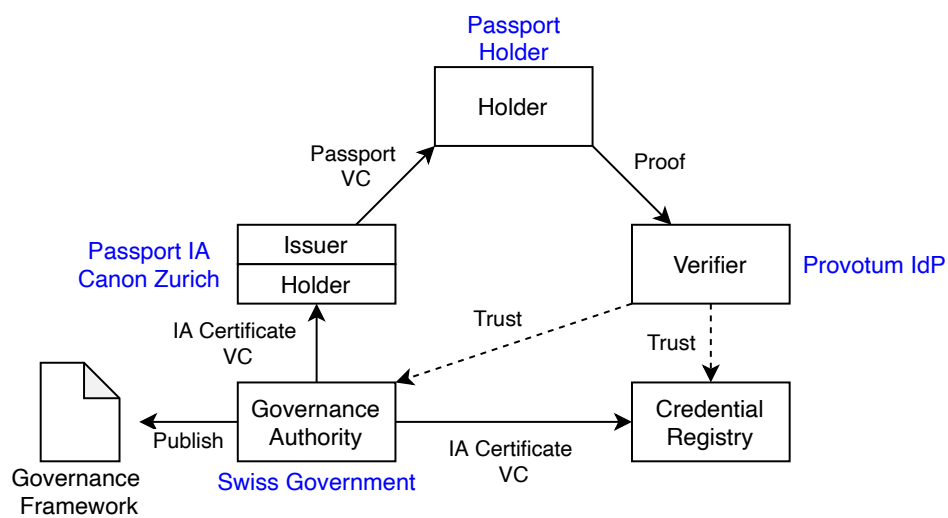 Passport
Holder
Holder
Passport
VC
Proof
Passport IA
Canon Zurich
Issuer
Holder
Verifier
Provotum IdP
IA Certificate
VC
Trust
Trust
Governance
Authority
Credential
Registry
Publish
IA Certificate
VC
Swiss Government
Governance
Framework